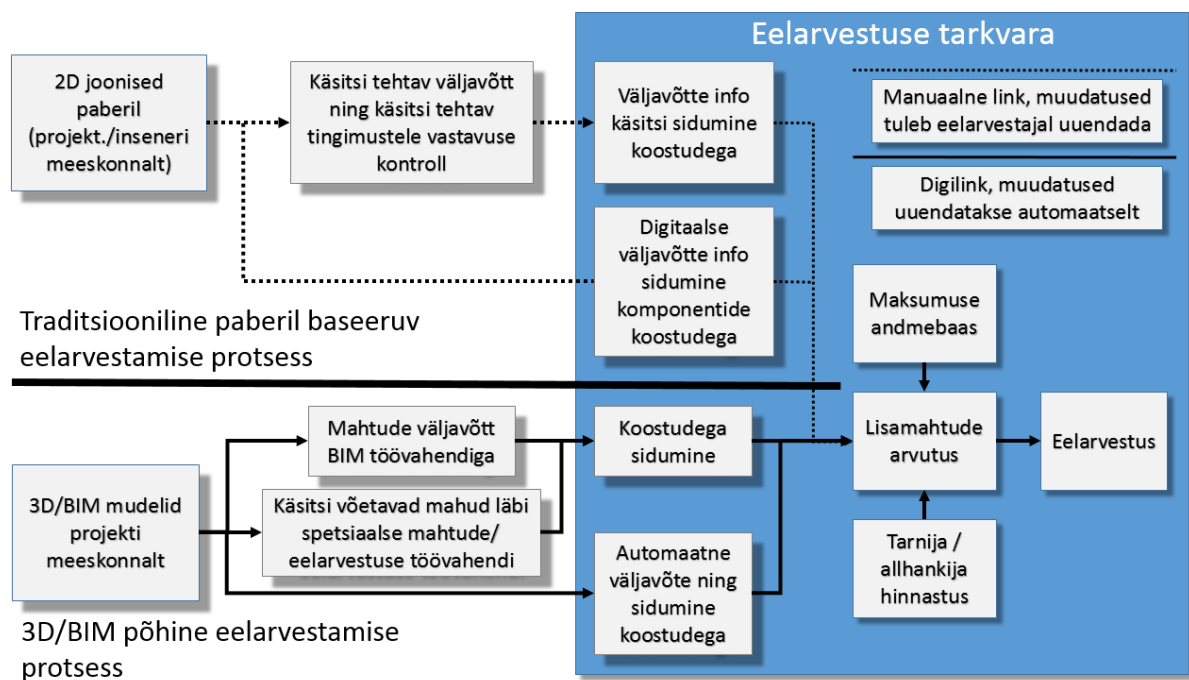 Eelarvestuse tarkvara
2D joonised
paberil
(projekt./inseneri
meeskonnalt)
Käsitsi tehtav väljavõtt
ning käsitsi tehtav
tingimustele vastavuse
kontroll
Väljavõtte info
käsitsi sidumine
koostudega
Manuaalne link, muudatused
tuleb eelarvestajal uuendada
Digilink, muudatused
uuendatakse automaatselt
Digitaalse
väljavõtte info
sidumine
komponentide
koostudega
Maksumuse
andmebaas
Traditsiooniline paberil baseeruv
eelarvestamise protsess
Mahtude väljavõtt
BIM töövahendiga
Koostudega
sidumine
Lisamahtude
arvutus
Eelarvestus
3D/BIM mudelid
projekti
meeskonnalt
Käsitsi võetavad mahud läbi
spetsiaalse mahtude/
eelarvestuse töövahendi
Automaatne
väljavõte ning
sidumine
koostudega
Tarnija /
allhankija
hinnastus
3D/BIM põhine eelarvestamise
protsess